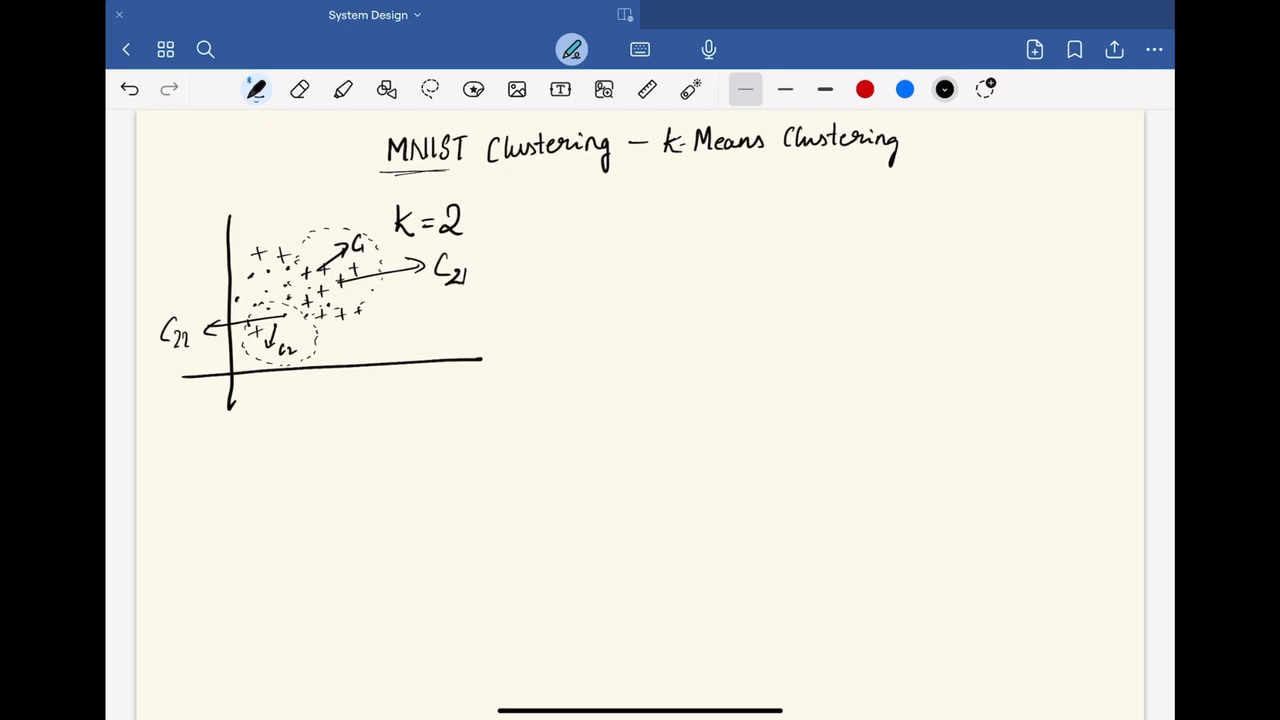 System Design
MNIST Clustering - K-Means Clustering
K=2
C1
C21
C22
C2